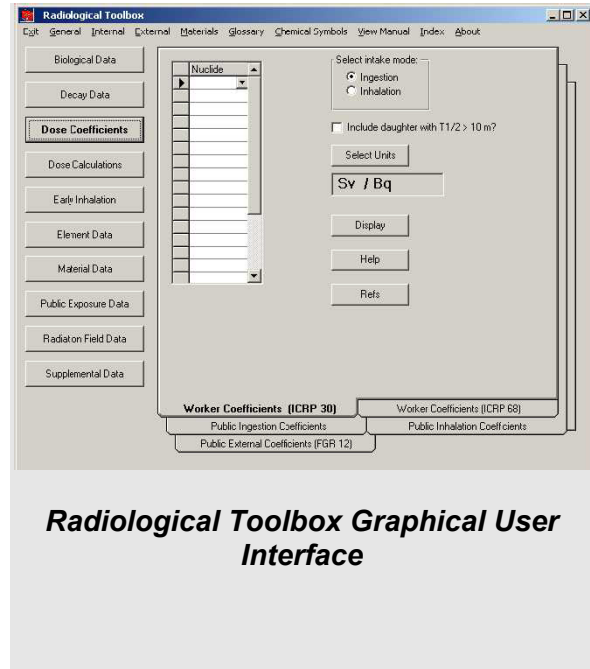 Radiological Toolbox
Exit General Internal External Materials Glossary Chemical Symbols View Manual Index About
Biological Data
Decay Data
Dose Coefficients
Dose Calculations
Early Inhalation
Element Data
Material Data
Public Exposure Data
Radiaton Field Data
Supplemental Data
Nuclide
Select intake mode:
Ingestion
Inhalation
Include daughter with T1/2 > 10 m?
Select Units
Sv / Bq
Display
Help
Refs
Worker Coefficients (ICRP 30)
Worker Coefficients (ICRP 68)
Public Ingestion Coefficients
Public Inhalation Coefficients
Public External Coefficients (FGR 12)
Radiological Toolbox Graphical User
Interface